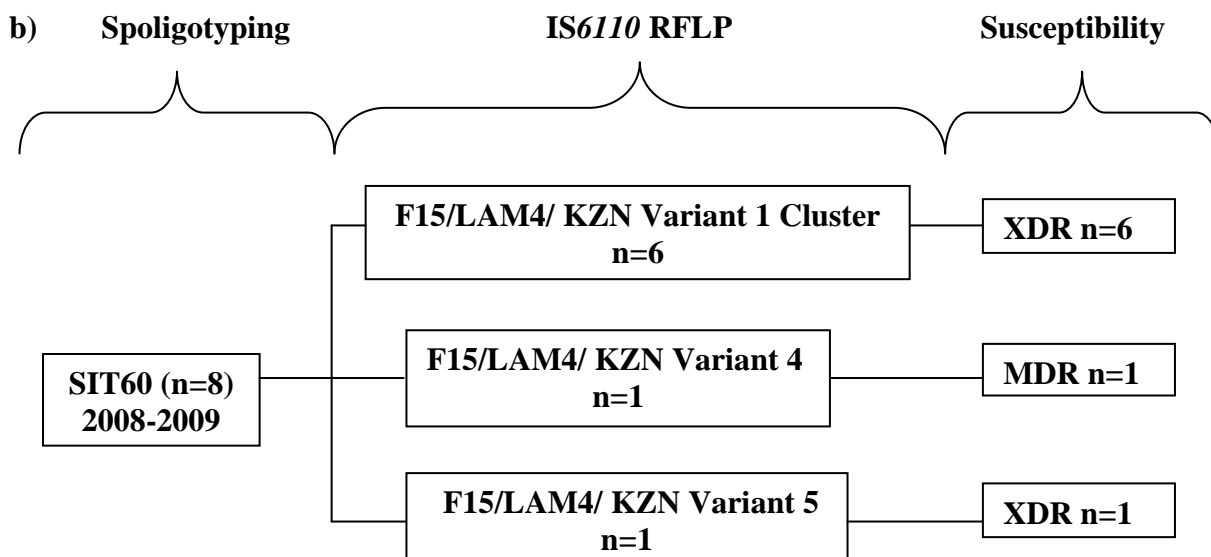 b) Spoligotyping IS6110 RFLP Susceptibility
F15/LAM4/ KZN Variant 1 Cluster
n=6
XDR n=6
SIT60 (n=8)
2008-2009
F15/LAM4/ KZN Variant 4
n=1
MDR n=1
F15/LAM4/ KZN Variant 5
n=1
XDR n=1